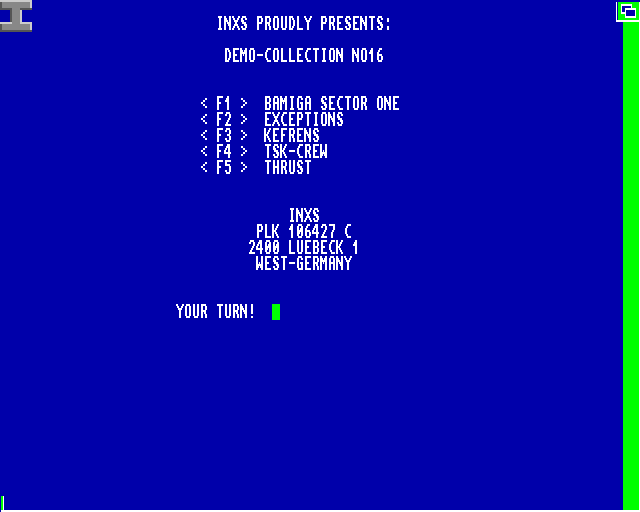 INXS PROUDLY PRESENTS:
DEMO-COLLECTION NO16
< F1 >  BAMIGA SECTOR ONE
< F2 >  EXCEPTIONS
< F3 >  KEFRENS
< F4 >  TSK-CREW
< F5 >  THRUST
INXS
PLK 106427 C
2400 LUEBECK 1
WEST-GERMANY
YOUR TURN!